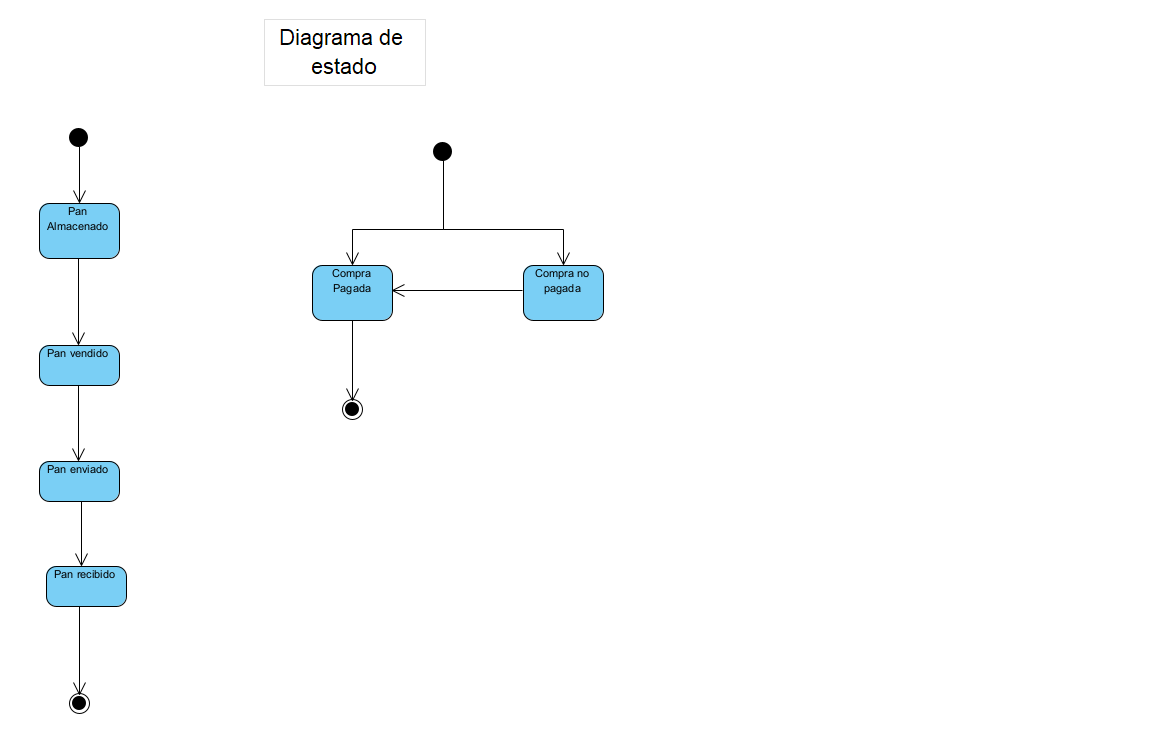 Diagrama de
estado
Pan
Almacenado
Pan vendido
Pan enviado
Pan recibido
Compra
Pagada
Compra no
pagada